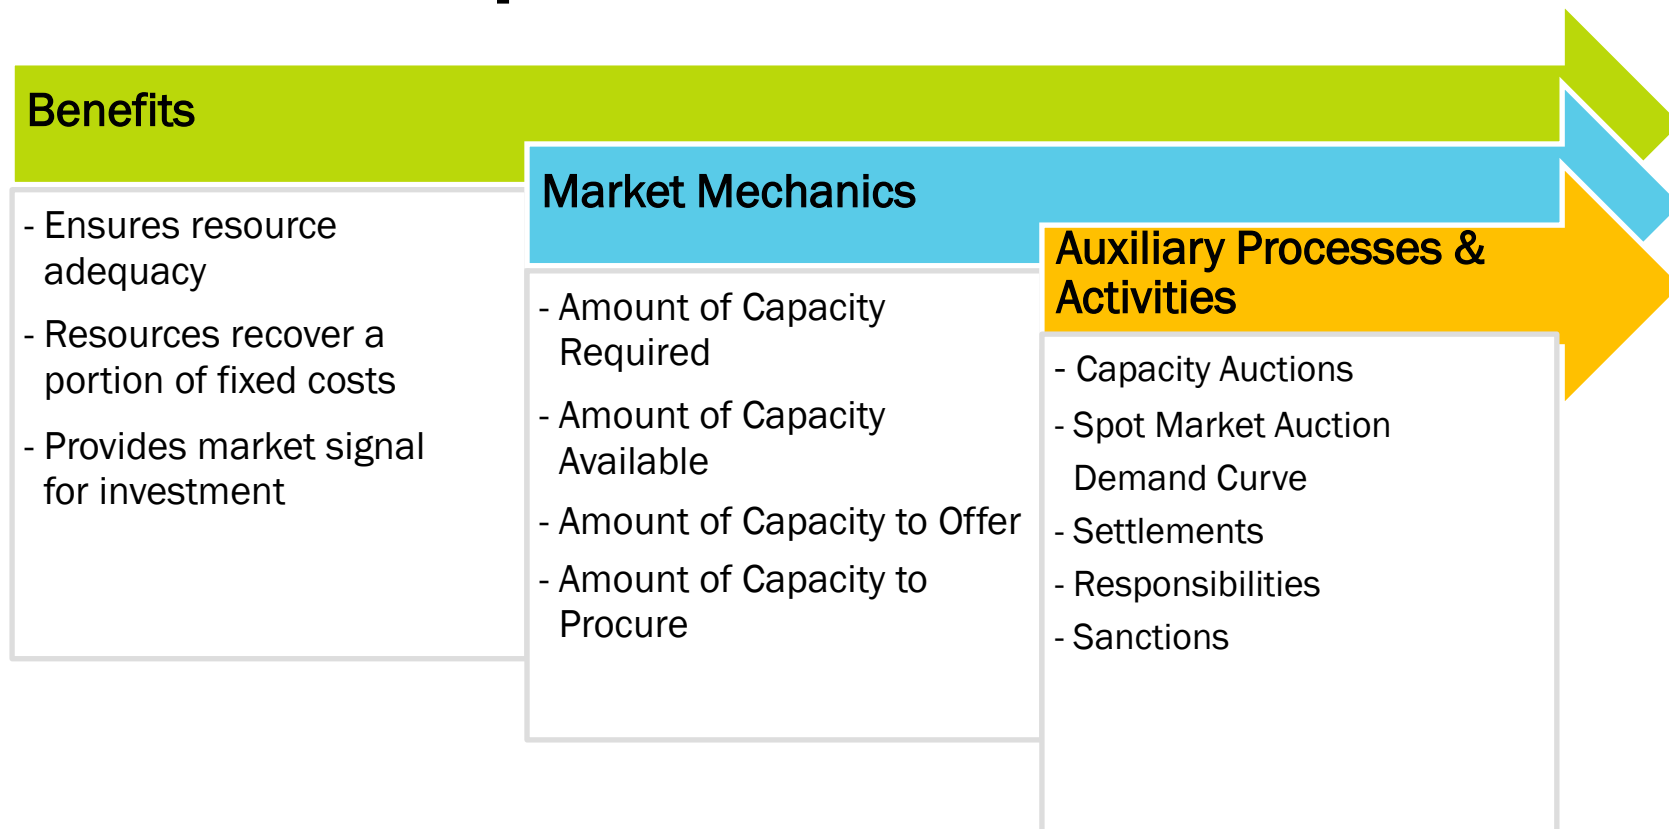 Benefits
- Ensures resource
adequacy
- Resources recover a
portion of fixed costs
- Provides market signal
for investment
Market Mechanics
- Amount of Capacity
Required
- Amount of Capacity
Available
- Amount of Capacity to Offer
- Amount of Capacity to
Procure
Auxiliary Processes &
Activities
- Capacity Auctions
- Spot Market Auction
Demand Curve
- Settlements
- Responsibilities
- Sanctions